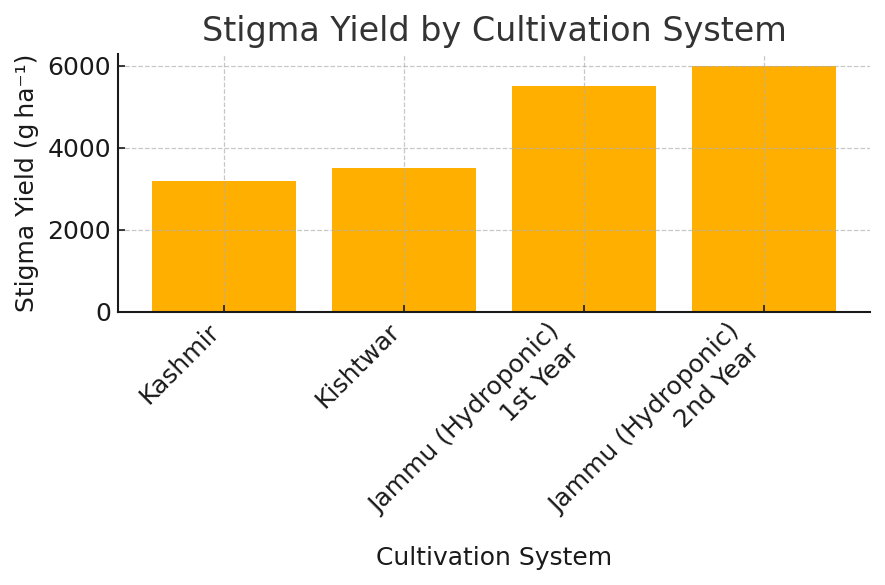 Stigma Yield by Cultivation System
Stigma Yield (g ha⁻¹)
6000
4000
2000
0
Kashmir
Kishtwar
Jammu (Hydroponic)
1st Year
Jammu (Hydroponic)
2nd Year
Cultivation System